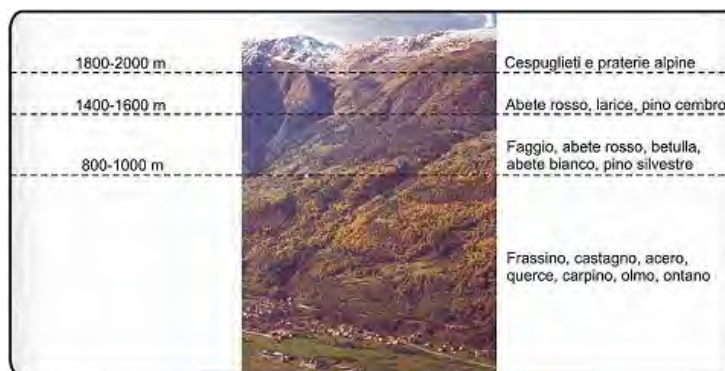 1800-2000 m
Cespuglieti e praterie alpine
1400-1600 m
Abete rosso, larice, pino cembro
800-1000 m
Faggio, abete rosso, betulla,
abete bianco, pino silvestre
Frassino, castagno, acero,
querce, carpino, olmo, ontano